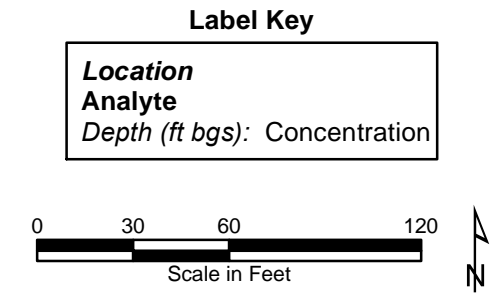 Label Key
Location
Analyte
Depth (ft bgs): Concentration
0 30 60 120
Scale in Feet
N